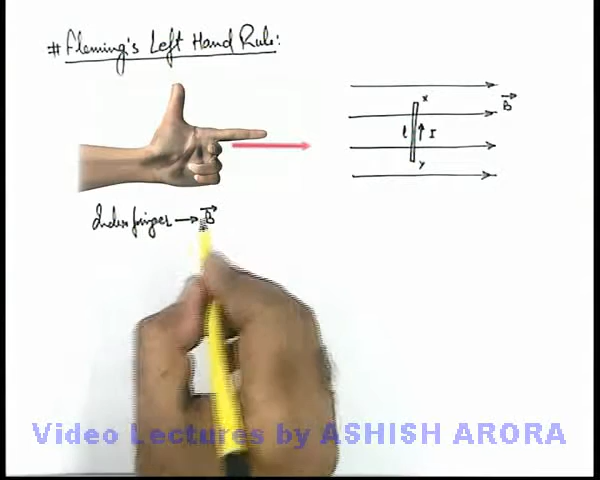 # Fleming's Left Hand Rule:
x
B
l I
y
Index finger → B
Video Lectures by ASHISH ARORA